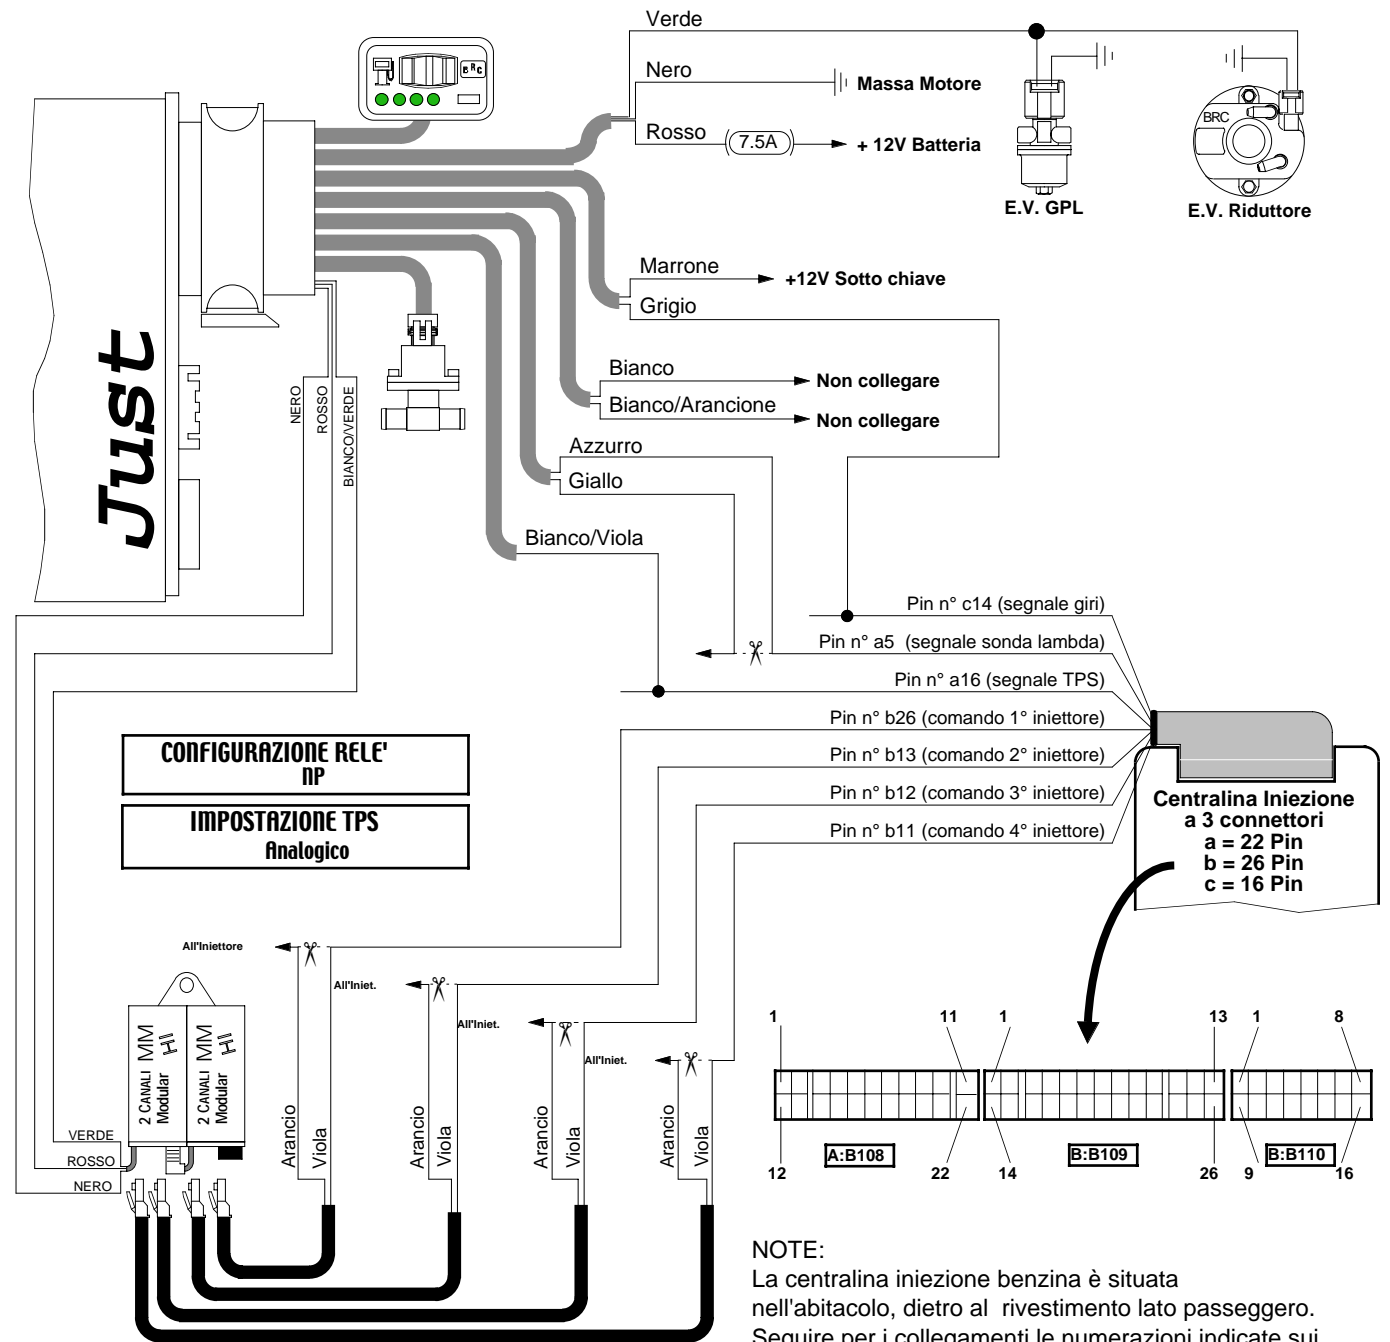 Verde
Nero
Massa Motore
Rosso
7.5A
+ 12V Batteria
BRC
BRC
E.V. GPL
E.V. Riduttore
Marrone
+12V Sotto chiave
Grigio
Just
NERO
ROSSO
BIANCO/VERDE
Bianco
Non collegare
Bianco/Arancione
Non collegare
Azzurro
Giallo
Bianco/Viola
Pin n° c14 (segnale giri)
Pin n° a5 (segnale sonda lambda)
Pin n° a16 (segnale TPS)
Pin n° b26 (comando 1° iniettore)
Pin n° b13 (comando 2° iniettore)
Pin n° b12 (comando 3° iniettore)
Pin n° b11 (comando 4° iniettore)
CONFIGURAZIONE RELE'
NP
IMPOSTAZIONE TPS
Analogico
Centralina Iniezione
a 3 connettori
a = 22 Pin
b = 26 Pin
c = 16 Pin
All'Iniettore
All'Iniet.
All'Iniet.
All'Iniet.
2 CANALI MM
Modular HI
2 CANALI MM
Modular HI
VERDE
ROSSO
NERO
Arancio
Viola
Arancio
Viola
Arancio
Viola
Arancio
Viola
1 11 1 13 1 8
A:B108 B:B109 B:B110
12 22 14 26 9 16
NOTE:
La centralina iniezione benzina è situata
nell'abitacolo, dietro al rivestimento lato passeggero.
Seguire per i collegamenti le numerazioni indicate sui